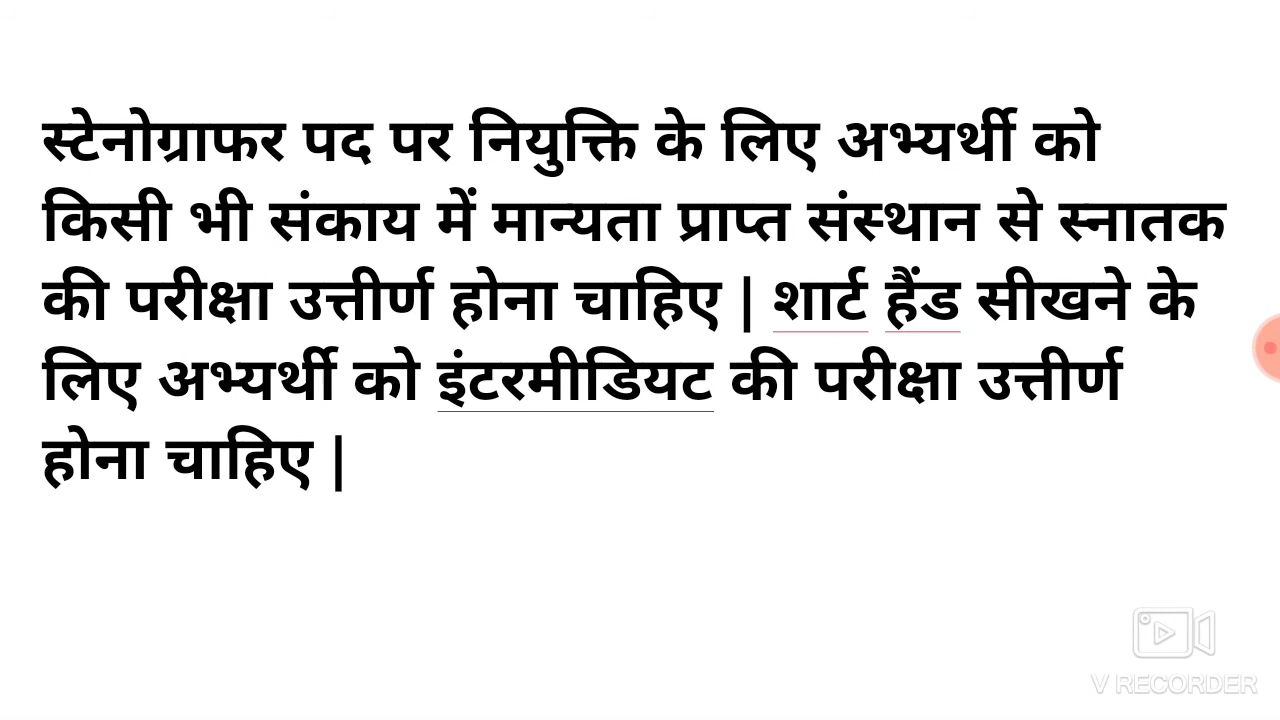 स्टेनोग्राफर पद पर नियुक्ति के लिए अभ्यर्थी को
किसी भी संकाय में मान्यता प्राप्त संस्थान से स्नातक
की परीक्षा उत्तीर्ण होना चाहिए | शार्ट हैंड सीखने के
लिए अभ्यर्थी को इंटरमीडियट की परीक्षा उत्तीर्ण
होना चाहिए |
V RECORDER